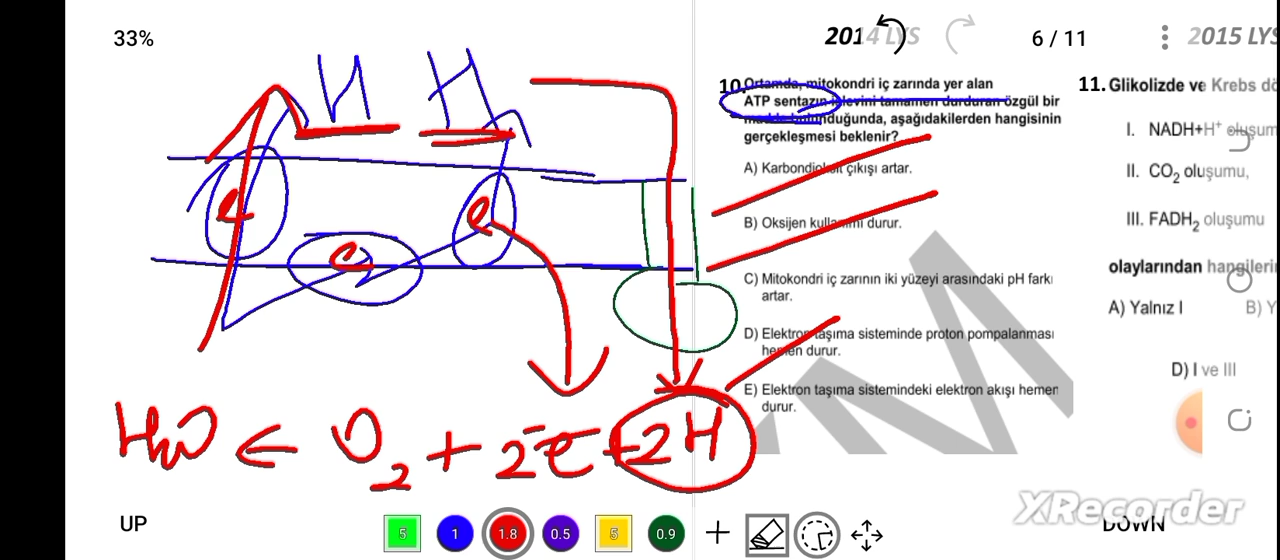 33%
2014 LYS
6 / 11
2015 LYS
H H
e e e
H₂O ← O₂ + 2e⁻ + 2H
10. Ortamda, mitokondri iç zarında yer alan
ATP sentazın işlevini tamamen durduran özgül bir
madde bulunduğunda, aşağıdakilerden hangisinin
gerçekleşmesi beklenir?
A) Karbondioksit çıkışı artar.
B) Oksijen kullanımı durur.
C) Mitokondri iç zarının iki yüzeyi arasındaki pH farkı
artar.
D) Elektron taşıma sisteminde proton pompalanması
hemen durur.
E) Elektron taşıma sistemindeki elektron akışı hemen
durur.
11. Glikolizde ve Krebs dö
I. NADH+H⁺ oluşum
II. CO₂ oluşumu,
III. FADH₂ oluşumu
olaylarından hangileri
A) Yalnız I B) Y
D) I ve III
UP
5 1 1.8 0.5 5 0.9
XRecorder
DOWN